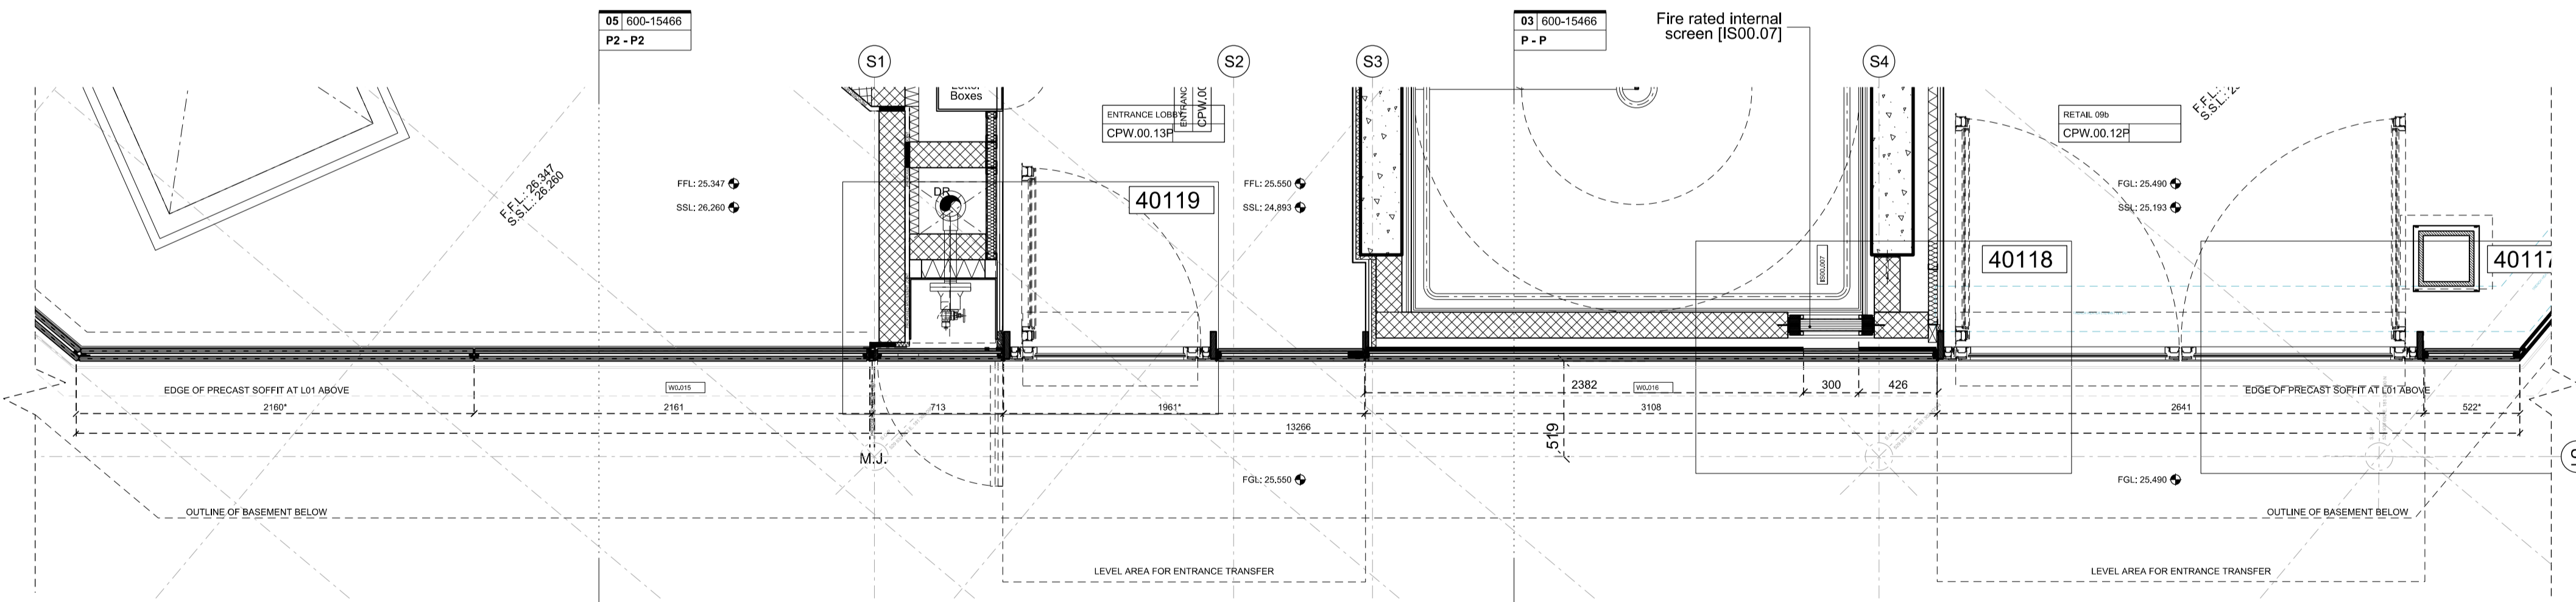 05 600-15466
P2 - P2
03 600-15466
P - P
Fire rated internal
screen [IS00.07]
S1
S2
S3
S4
Boxes
ENTRANCE LOBBY
CPW.00.13P
RETAIL 09b
CPW.00.12P
F.F.L.: 26.347
S.S.L.: 26.260
FFL: 25.347
SSL: 26.260
DR
40119
FFL: 25.550
SSL: 24.893
IS00.007
FGL: 25.490
SSL: 25.193
40118
40117
EDGE OF PRECAST SOFFIT AT L01 ABOVE
W0.015
2382
W0.016
300
426
EDGE OF PRECAST SOFFIT AT L01 ABOVE
2160*
2161
713
1961*
3108
2641
522*
13266
519
M.J.
FGL: 25.550
FGL: 25.490
OUTLINE OF BASEMENT BELOW
OUTLINE OF BASEMENT BELOW
LEVEL AREA FOR ENTRANCE TRANSFER
LEVEL AREA FOR ENTRANCE TRANSFER